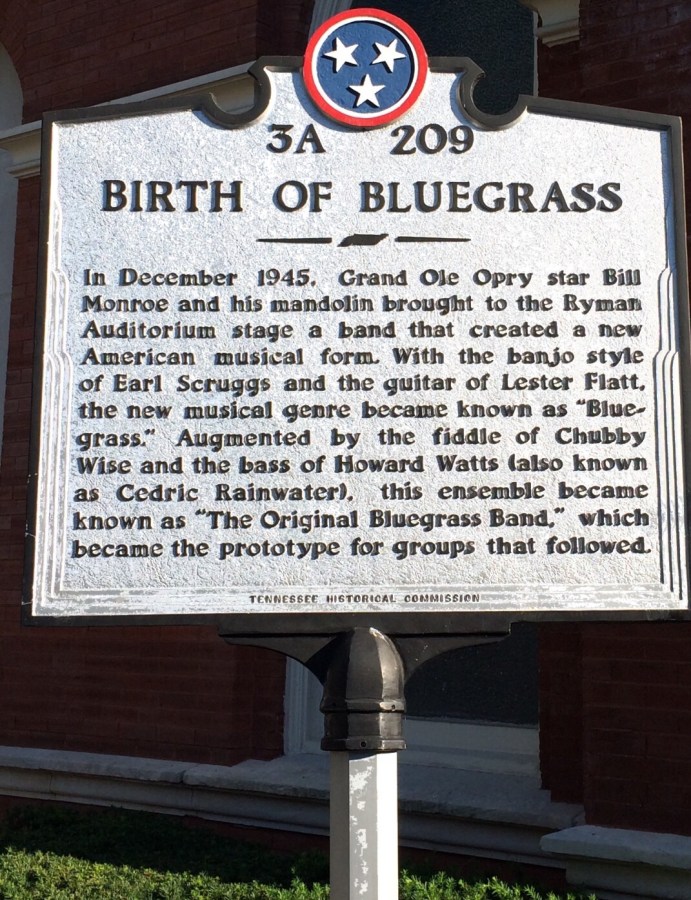 3A 209
BIRTH OF BLUEGRASS
In December 1945, Grand Ole Opry star Bill
Monroe and his mandolin brought to the Ryman
Auditorium stage a band that created a new
American musical form. With the banjo style
of Earl Scruggs and the guitar of Lester Flatt,
the new musical genre became known as “Blue-
grass.” Augmented by the fiddle of Chubby
Wise and the bass of Howard Watts (also known
as Cedric Rainwater), this ensemble became
known as “The Original Bluegrass Band,” which
became the prototype for groups that followed.
TENNESSEE HISTORICAL COMMISSION